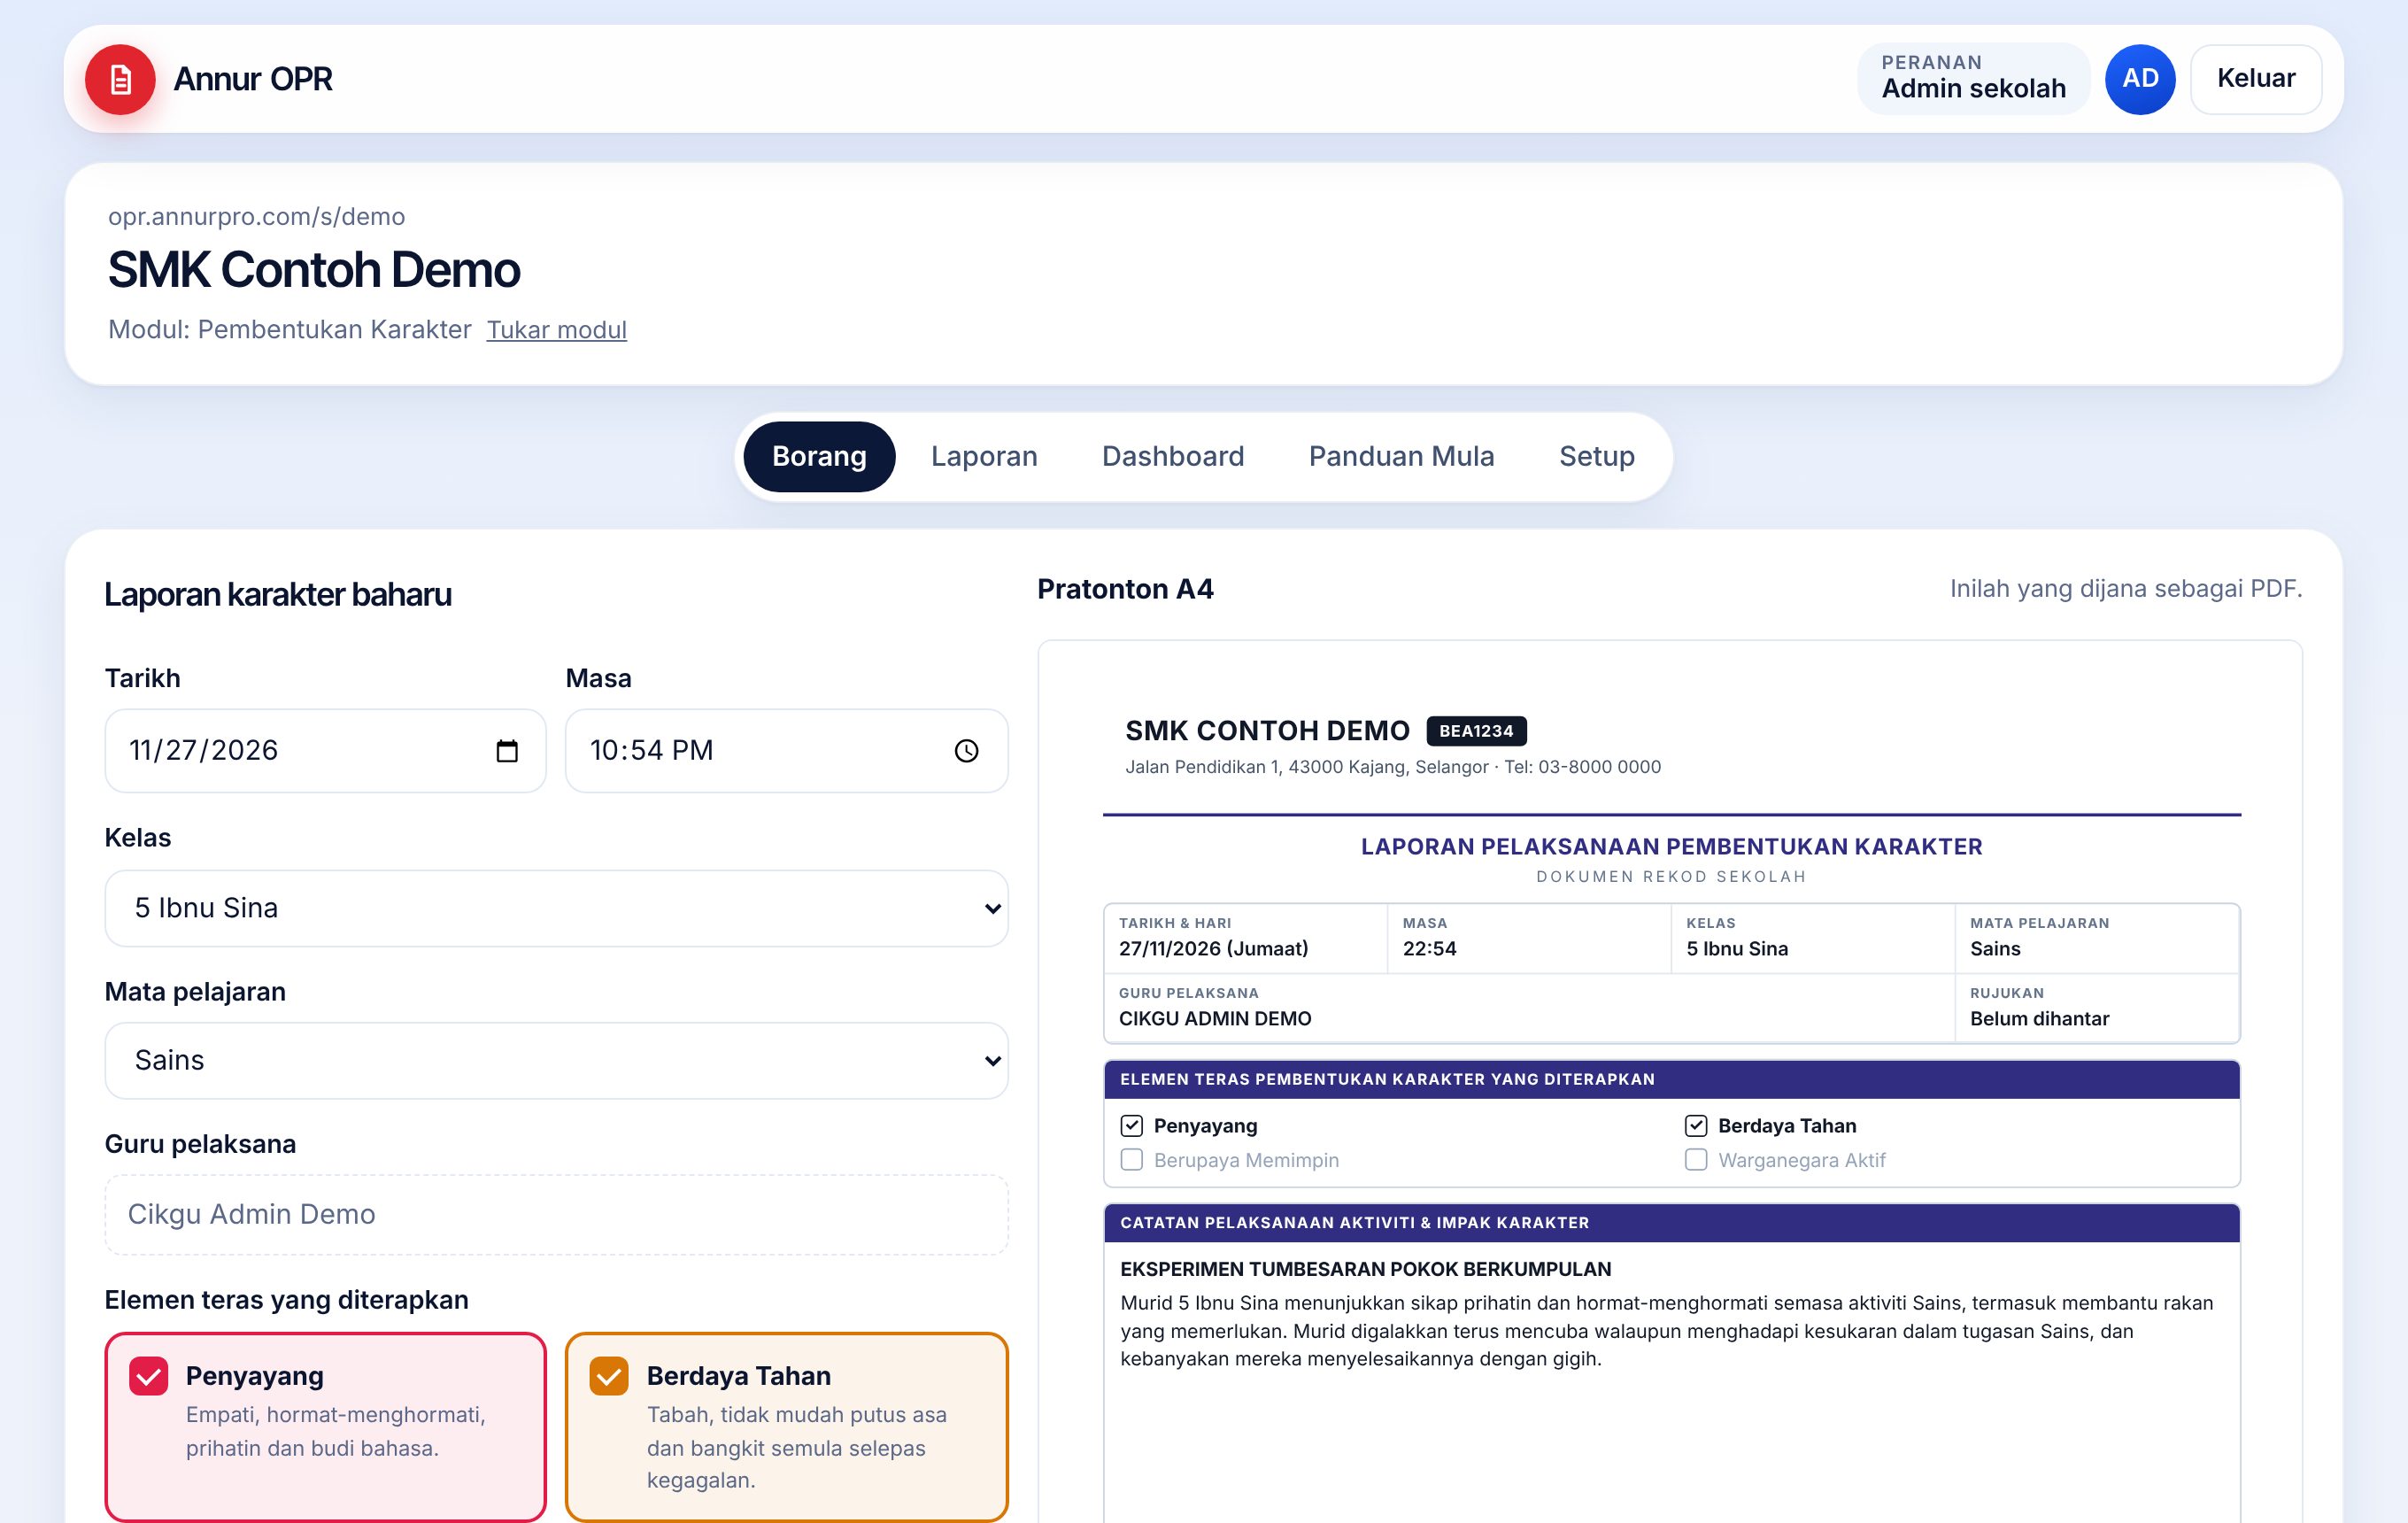 Annur OPR
PERANAN
Admin sekolah
AD
Keluar
opr.annurpro.com/s/demo
SMK Contoh Demo
Modul: Pembentukan Karakter Tukar modul
Borang
Laporan
Dashboard
Panduan Mula
Setup
Laporan karakter baharu
Tarikh
Masa
11/27/2026
10:54 PM
Kelas
5 Ibnu Sina
Mata pelajaran
Sains
Guru pelaksana
Cikgu Admin Demo
Elemen teras yang diterapkan
Penyayang
Empati, hormat-menghormati,
prihatin dan budi bahasa.
Berdaya Tahan
Tabah, tidak mudah putus asa
dan bangkit semula selepas
kegagalan.
Pratonton A4
Inilah yang dijana sebagai PDF.
SMK CONTOH DEMO BEA1234
Jalan Pendidikan 1, 43000 Kajang, Selangor · Tel: 03-8000 0000
LAPORAN PELAKSANAAN PEMBENTUKAN KARAKTER
DOKUMEN REKOD SEKOLAH
TARIKH & HARI
27/11/2026 (Jumaat)
MASA
22:54
KELAS
5 Ibnu Sina
MATA PELAJARAN
Sains
GURU PELAKSANA
CIKGU ADMIN DEMO
RUJUKAN
Belum dihantar
ELEMEN TERAS PEMBENTUKAN KARAKTER YANG DITERAPKAN
Penyayang
Berdaya Tahan
Berupaya Memimpin
Warganegara Aktif
CATATAN PELAKSANAAN AKTIVITI & IMPAK KARAKTER
EKSPERIMEN TUMBESARAN POKOK BERKUMPULAN
Murid 5 Ibnu Sina menunjukkan sikap prihatin dan hormat-menghormati semasa aktiviti Sains, termasuk membantu rakan
yang memerlukan. Murid digalakkan terus mencuba walaupun menghadapi kesukaran dalam tugasan Sains, dan
kebanyakan mereka menyelesaikannya dengan gigih.